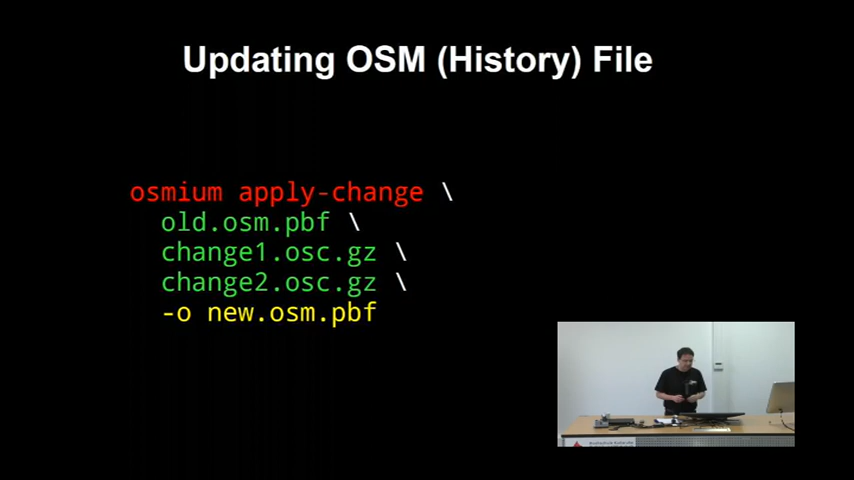 Updating OSM (History) File
osmium apply-change \
old.osm.pbf \
change1.osc.gz \
change2.osc.gz \
-o new.osm.pbf